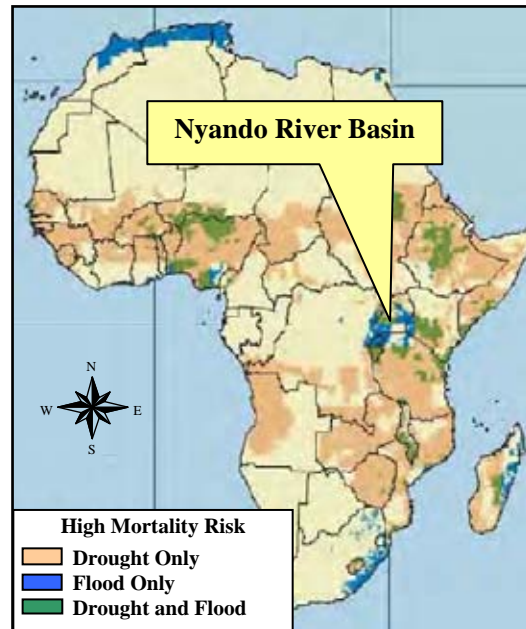 Nyando River Basin
N
W E
S
High Mortality Risk
Drought Only
Flood Only
Drought and Flood